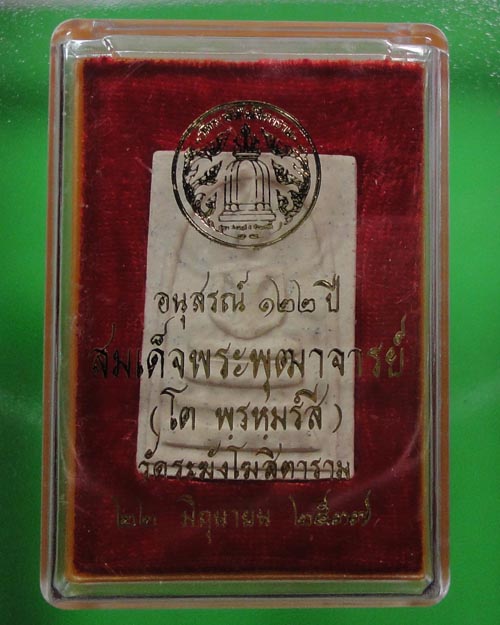 อนุสรณ์ ๑๒๒ ปี
สมเด็จพระพุฒาจารย์
(โต พฺรหฺมรํสี)
วัดระฆังโฆสิตาราม
๒๒ มิถุนายน ๒๕๓๗